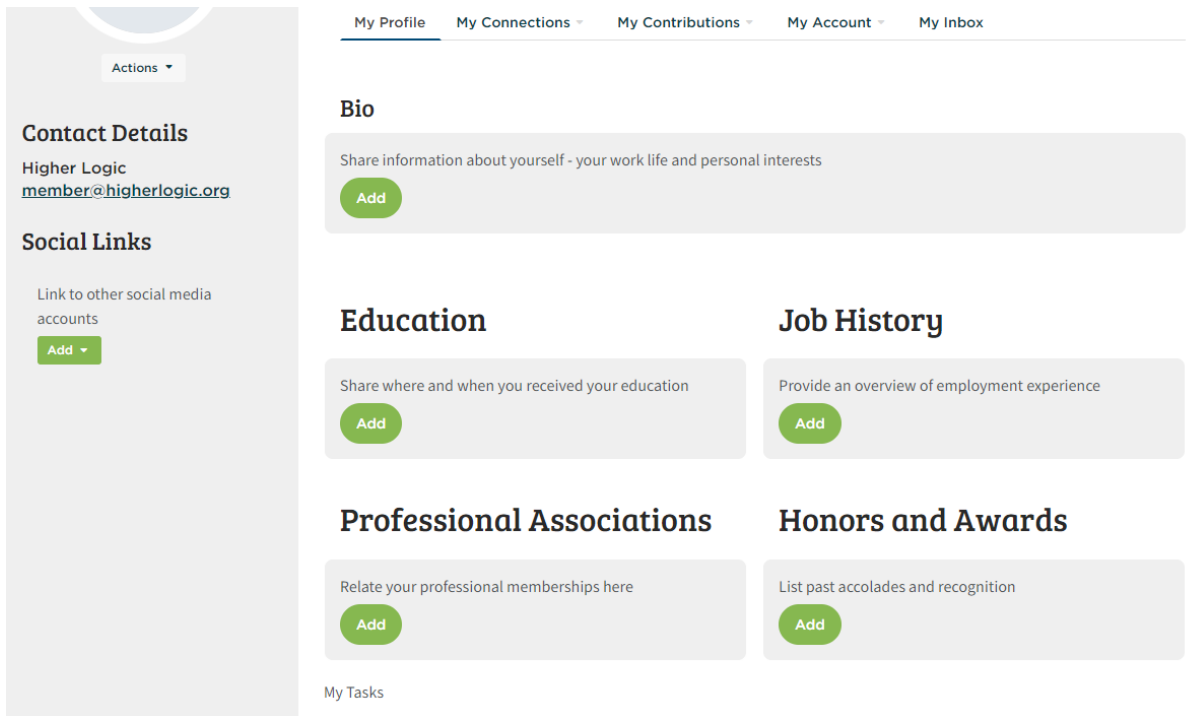 My Profile My Connections My Contributions My Account My Inbox
Actions
Contact Details
Higher Logic
member@higherlogic.org
Social Links
Link to other social media
accounts
Add
Bio
Share information about yourself - your work life and personal interests
Add
Education
Share where and when you received your education
Add
Job History
Provide an overview of employment experience
Add
Professional Associations
Relate your professional memberships here
Add
Honors and Awards
List past accolades and recognition
Add
My Tasks